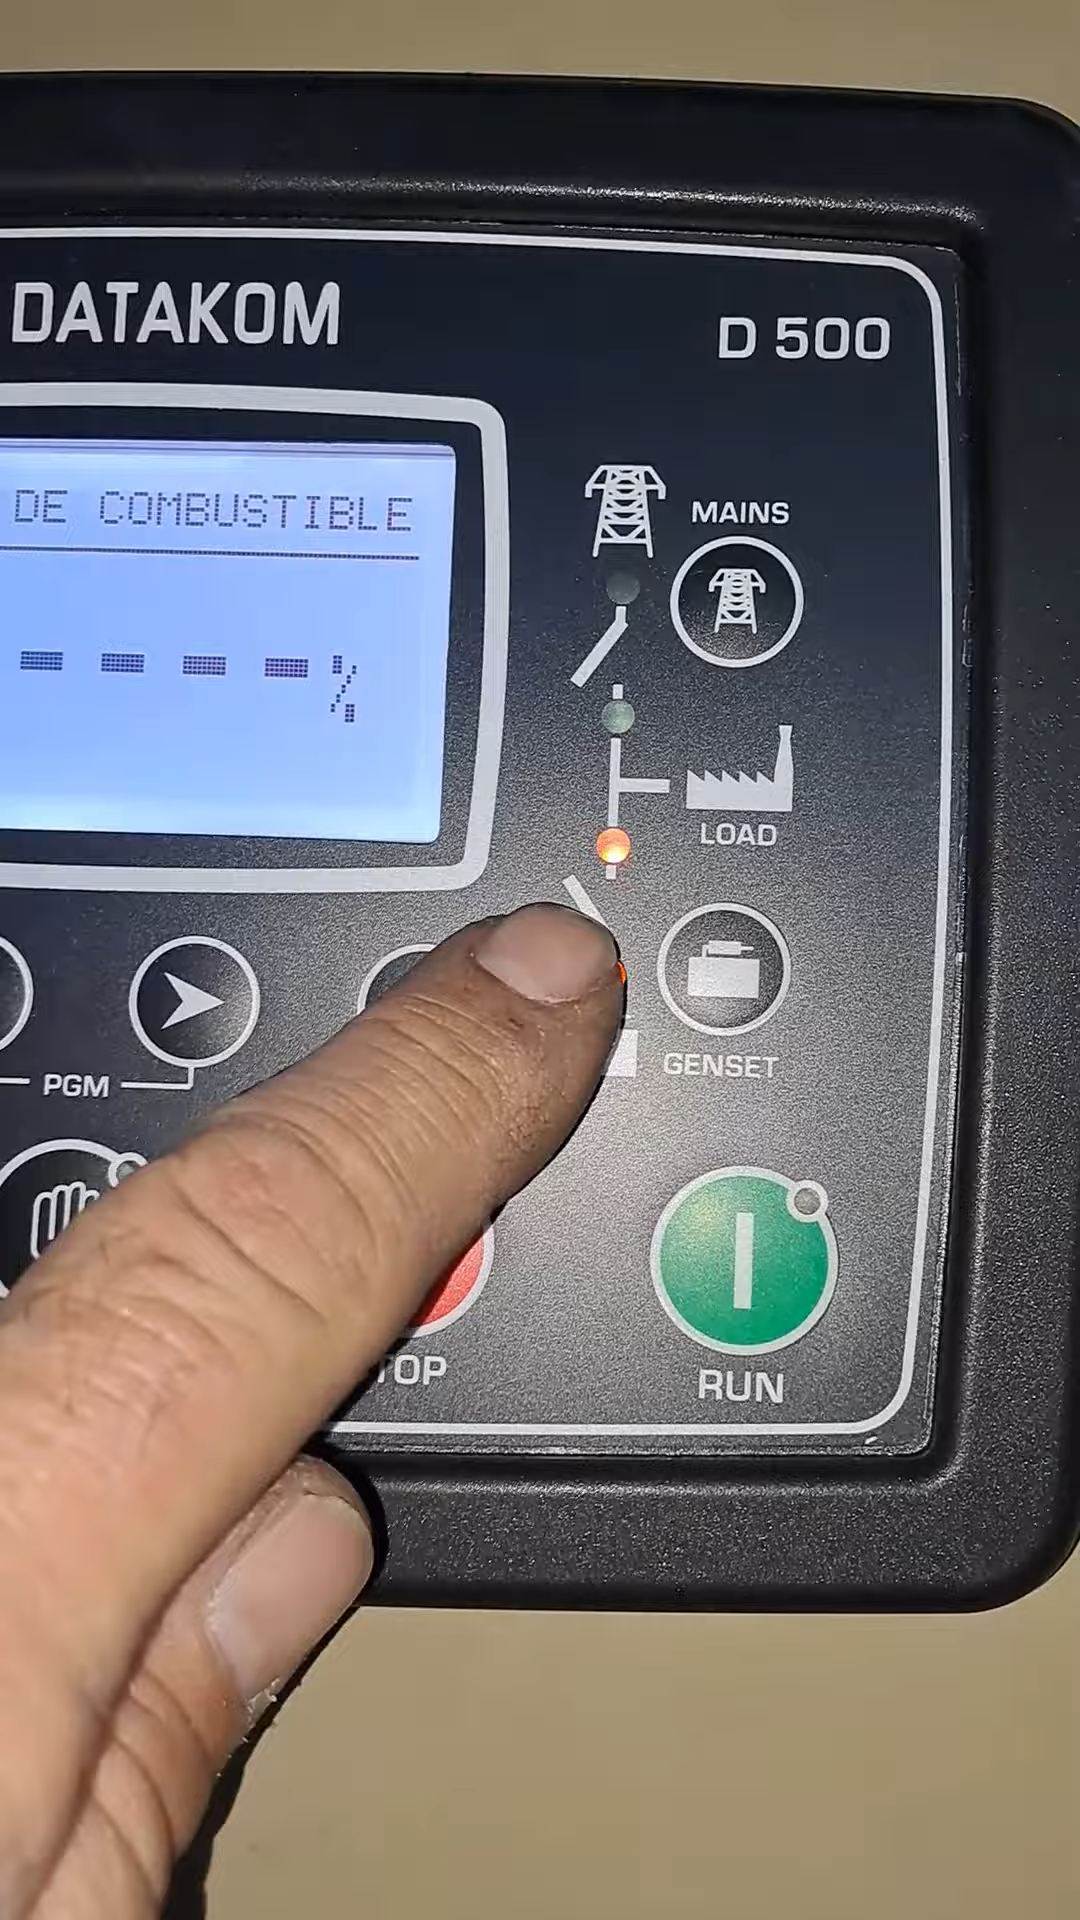 DATAKOM
D 500
DE COMBUSTIBLE
- - - - %
MAINS
LOAD
GENSET
PGM
TOP
RUN